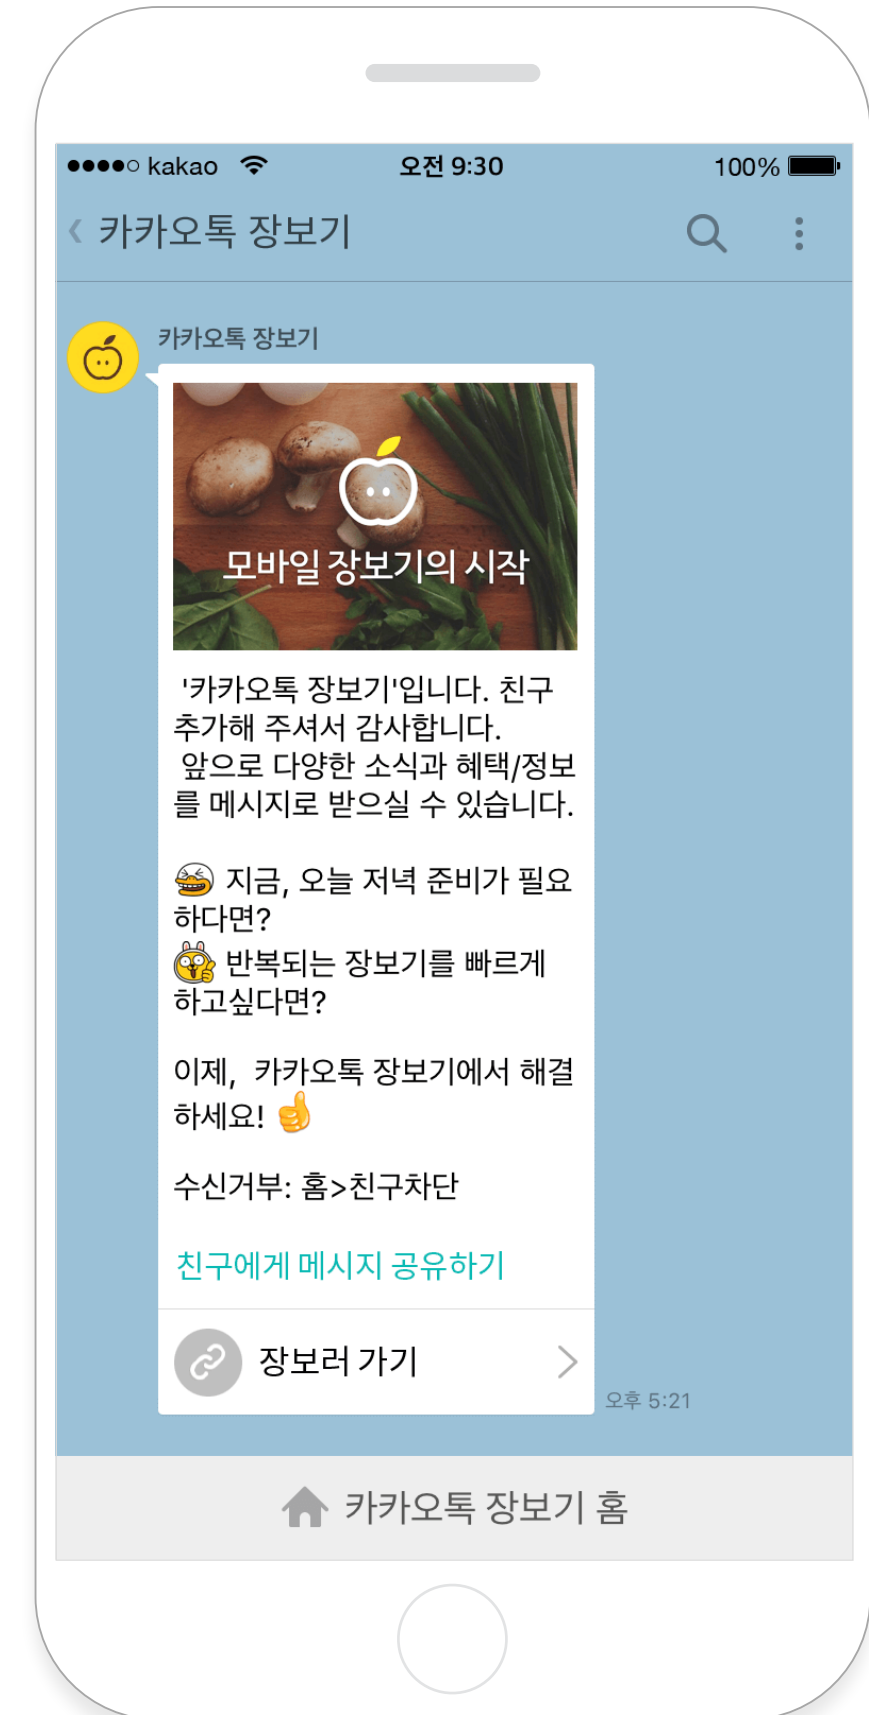 kakao 오전 9:30 100%
카카오톡 장보기
카카오톡 장보기
모바일 장보기의 시작
'카카오톡 장보기'입니다. 친구
추가해 주셔서 감사합니다.
앞으로 다양한 소식과 혜택/정보
를 메시지로 받으실 수 있습니다.
지금, 오늘 저녁 준비가 필요
하다면?
반복되는 장보기를 빠르게
하고싶다면?
이제, 카카오톡 장보기에서 해결
하세요!
수신거부: 홈>친구차단
친구에게 메시지 공유하기
장보러 가기
오후 5:21
카카오톡 장보기 홈